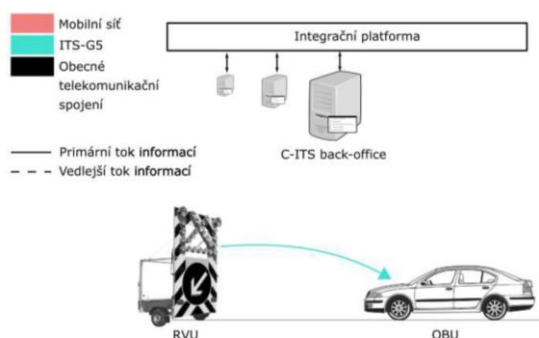 Mobilní síť
ITS-G5
Obecné
telekomunikační
spojení
Primární tok informací
Vedlejší tok informací
Integrační platforma
C-ITS back-office
RVU
OBU